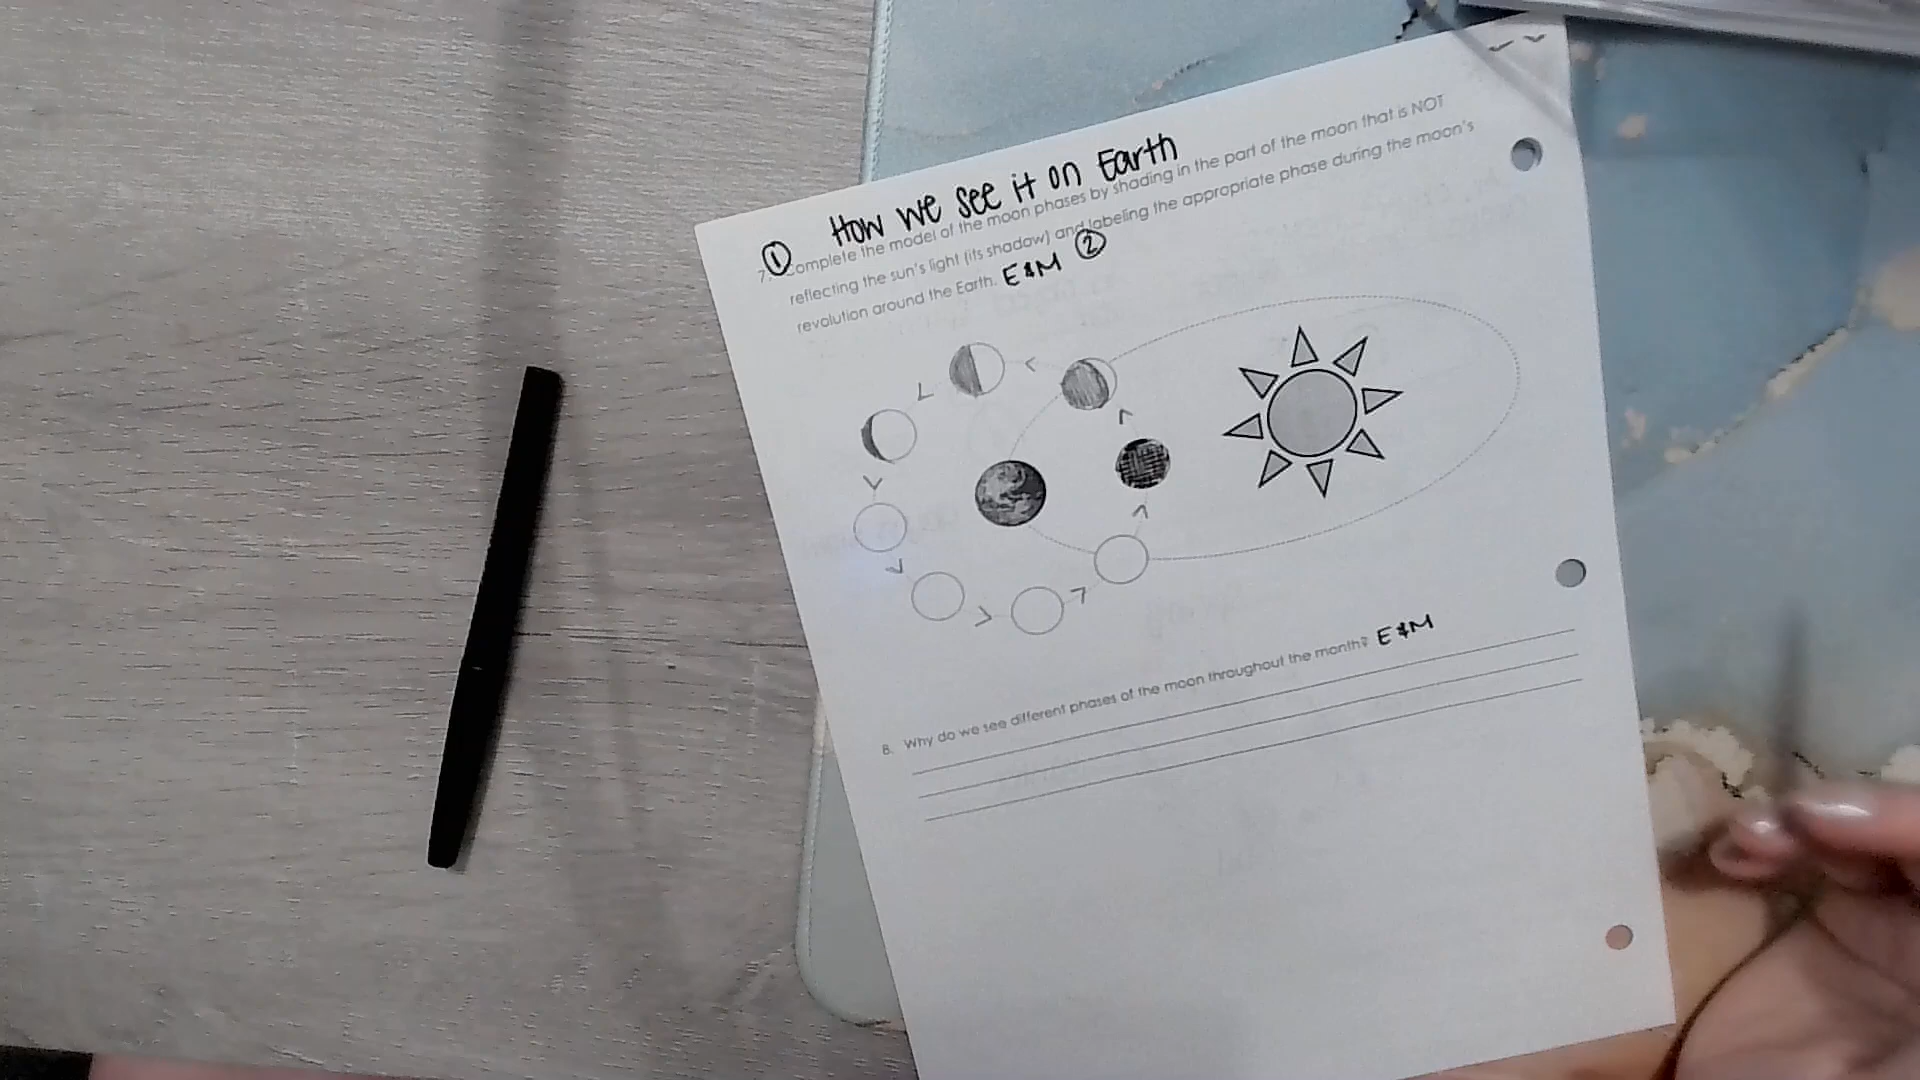 How we see it on Earth
① 7. Complete the model of the moon phases by shading in the part of the moon that is NOT
reflecting the sun's light (its shadow) and labeling the appropriate phase during the moon's
②
revolution around the Earth. E&M
8. Why do we see different phases of the moon throughout the month? E&M